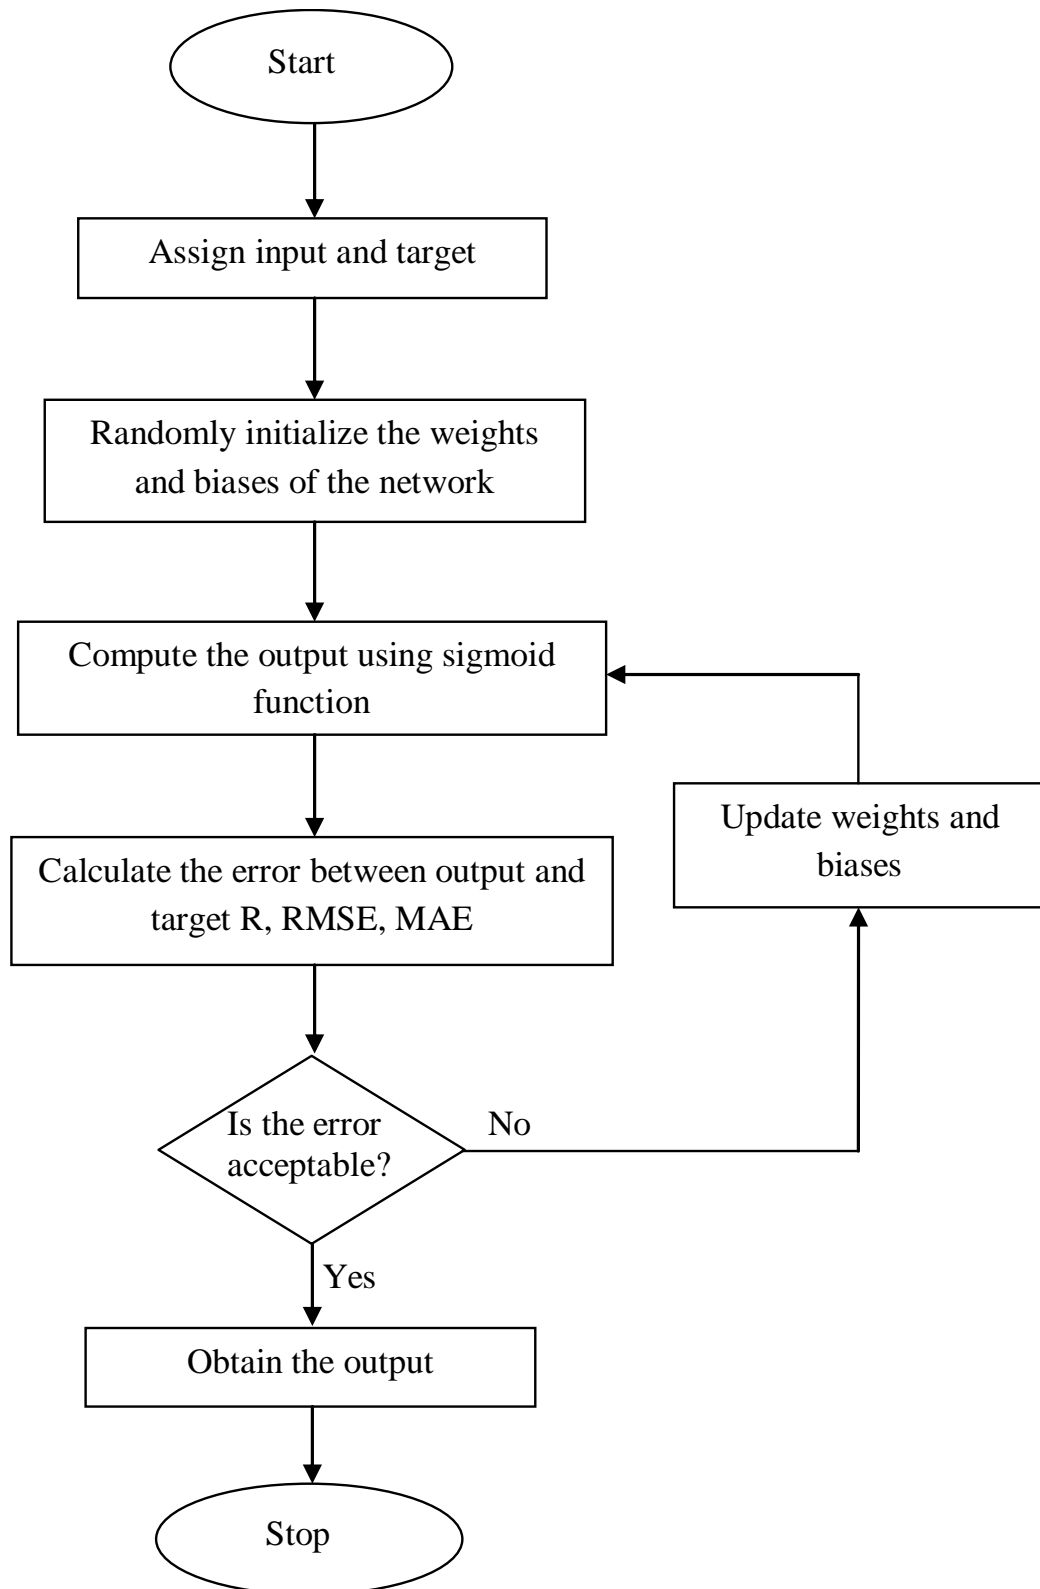 Start
Assign input and target
Randomly initialize the weights
and biases of the network
Compute the output using sigmoid
function
Update weights and
biases
Calculate the error between output and
target R, RMSE, MAE
Is the error
acceptable?
No
Yes
Obtain the output
Stop